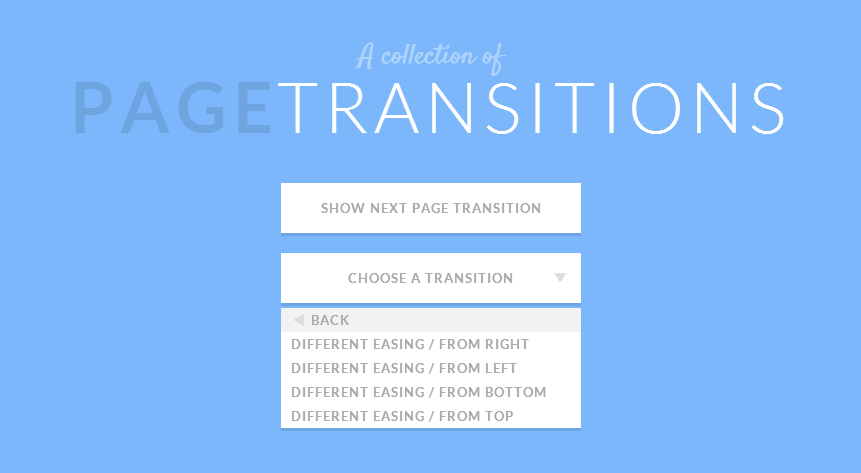 A collection of
PAGETRANSITIONS
SHOW NEXT PAGE TRANSITION
CHOOSE A TRANSITION
BACK
DIFFERENT EASING / FROM RIGHT
DIFFERENT EASING / FROM LEFT
DIFFERENT EASING / FROM BOTTOM
DIFFERENT EASING / FROM TOP